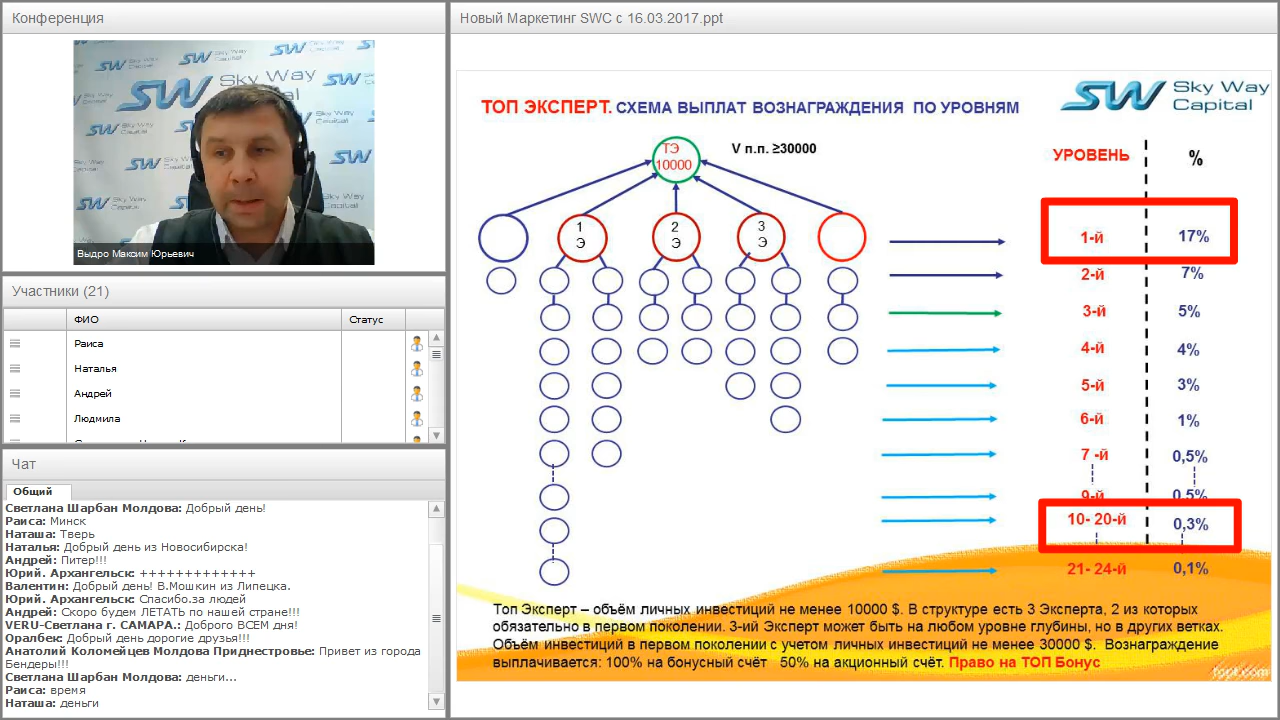 Конференция
SW Sky Way Capital
Выдро Максим Юрьевич
Участники (21)
ФИО Статус
Раиса
Наталья
Андрей
Людмила
Чат
Общий
Светлана Шарбан Молдова: Добрый день!
Раиса: Минск
Наташа: Тверь
Наталья: Добрый день из Новосибирска!
Андрей: Питер!!!
Юрий. Архангельск: +++++++++++++
Валентин: Добрый день! В.Мошкин из Липецка.
Юрий. Архангельск: Спасибо.за людей
Андрей: Скоро будем ЛЕТАТЬ по нашей стране!!!
VERU-Светлана г. САМАРА.: Доброго ВСЕМ дня!
Оралбек: Добрый день дорогие друзья!!!
Анатолий Коломейцев Молдова Приднестровье: Привет из города
Бендеры!!!
Светлана Шарбан Молдова: деньги...
Раиса: время
Наташа: деньги
Новый Маркетинг SWC с 16.03.2017.ppt
ТОП ЭКСПЕРТ. СХЕМА ВЫПЛАТ ВОЗНАГРАЖДЕНИЯ ПО УРОВНЯМ
SW Sky Way
Capital
ТЭ
10000
V п.п. ≥30000
УРОВЕНЬ %
1
Э
2
Э
3
Э
1-й 17%
2-й 7%
3-й 5%
4-й 4%
5-й 3%
6-й 1%
7 -й 0,5%
9-й 0,5%
10- 20-й 0,3%
21- 24-й 0,1%
Топ Эксперт – объём личных инвестиций не менее 10000 $. В структуре есть 3 Эксперта, 2 из которых
обязательно в первом поколении. 3-ий Эксперт может быть на любом уровне глубины, но в других ветках.
Объём инвестиций в первом поколении с учетом личных инвестиций не менее 30000 $. Вознаграждение
выплачивается: 100% на бонусный счёт 50% на акционный счёт. Право на ТОП Бонус
fppt.com